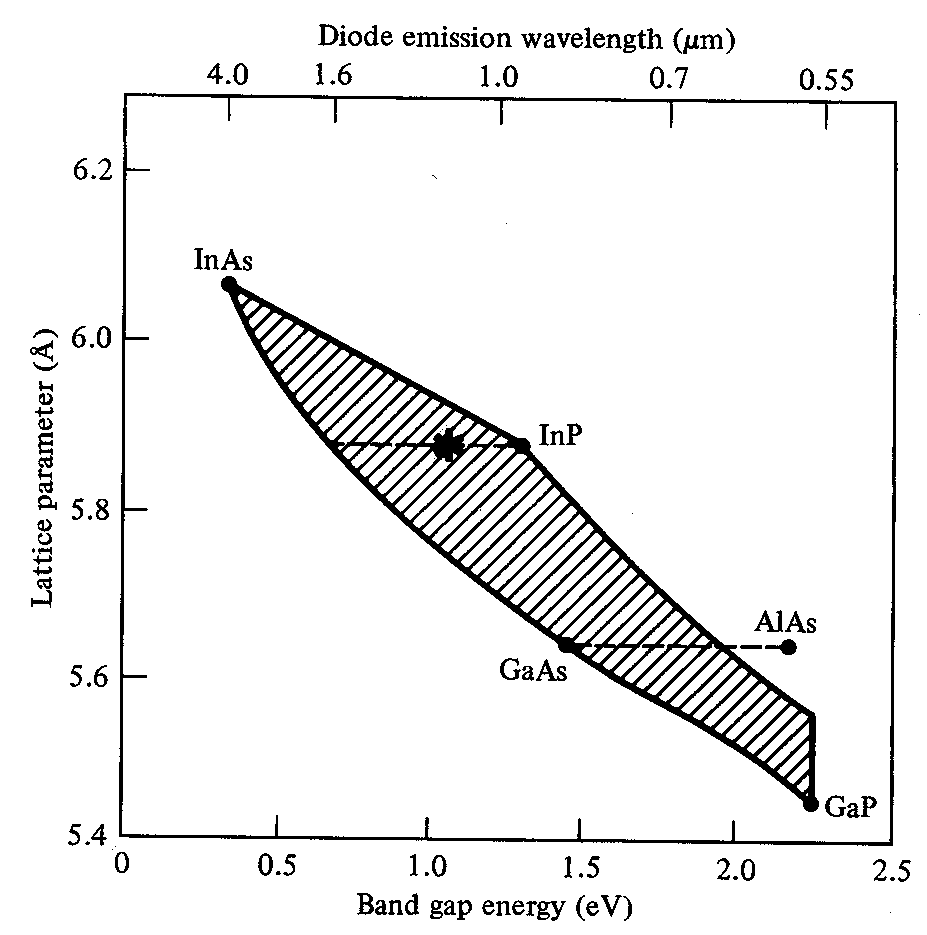 Diode emission wavelength (μm)
4.0 1.6 1.0 0.7 0.55
6.2
InAs
6.0
InP
5.8
AlAs
GaAs
5.6
GaP
5.4
0 0.5 1.0 1.5 2.0 2.5
Band gap energy (eV)
Lattice parameter (Å)